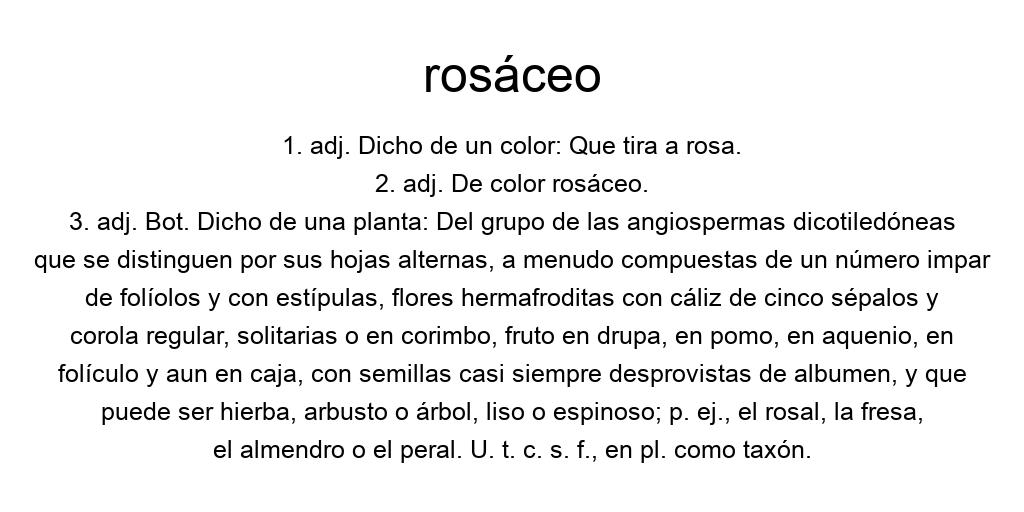 rosáceo
1. adj. Dicho de un color: Que tira a rosa.
2. adj. De color rosáceo.
3. adj. Bot. Dicho de una planta: Del grupo de las angiospermas dicotiledóneas
que se distinguen por sus hojas alternas, a menudo compuestas de un número impar
de folíolos y con estípulas, flores hermafroditas con cáliz de cinco sépalos y
corola regular, solitarias o en corimbo, fruto en drupa, en pomo, en aquenio, en
folículo y aun en caja, con semillas casi siempre desprovistas de albumen, y que
puede ser hierba, arbusto o árbol, liso o espinoso; p. ej., el rosal, la fresa,
el almendro o el peral. U. t. c. s. f., en pl. como taxón.